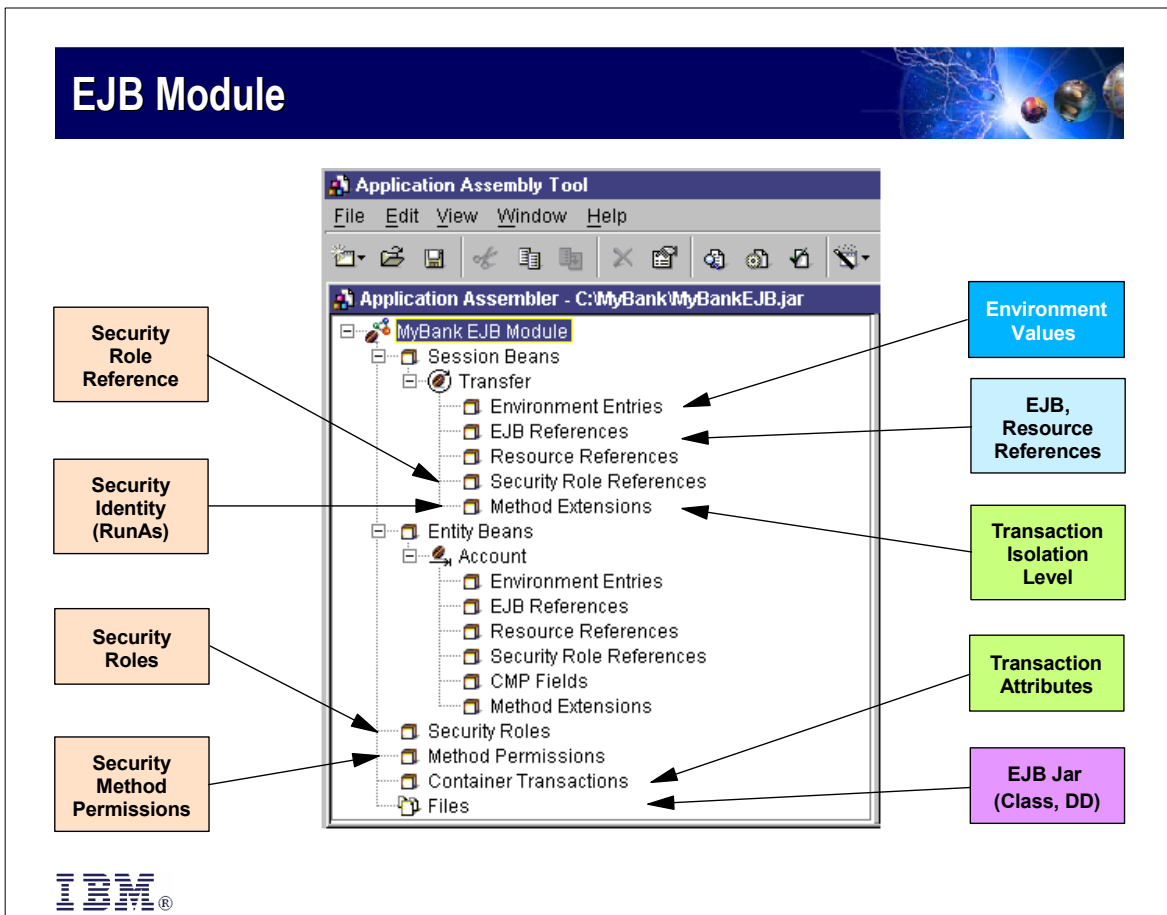 EJB Module
Application Assembly Tool
File Edit View Window Help
Application Assembler - C:\MyBank\MyBankEJB.jar
MyBank EJB Module
Session Beans
Transfer
Environment Entries
EJB References
Resource References
Security Role References
Method Extensions
Entity Beans
Account
Environment Entries
EJB References
Resource References
Security Role References
CMP Fields
Method Extensions
Security Roles
Method Permissions
Container Transactions
Files
Security
Role
Reference
Security
Identity
(RunAs)
Security
Roles
Security
Method
Permissions
Environment
Values
EJB,
Resource
References
Transaction
Isolation
Level
Transaction
Attributes
EJB Jar
(Class, DD)
IBM®